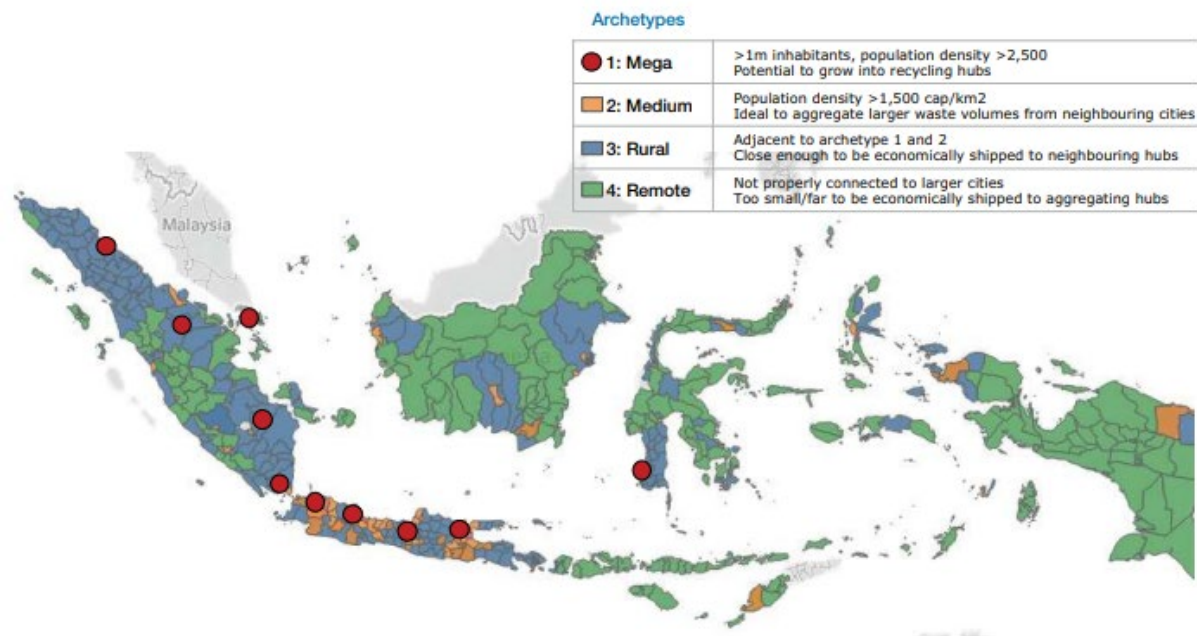 Archetypes
1: Mega
>1m inhabitants, population density >2,500
Potential to grow into recycling hubs
2: Medium
Population density >1,500 cap/km2
Ideal to aggregate larger waste volumes from neighbouring cities
3: Rural
Adjacent to archetype 1 and 2
Close enough to be economically shipped to neighbouring hubs
4: Remote
Not properly connected to larger cities
Too small/far to be economically shipped to aggregating hubs
Malaysia